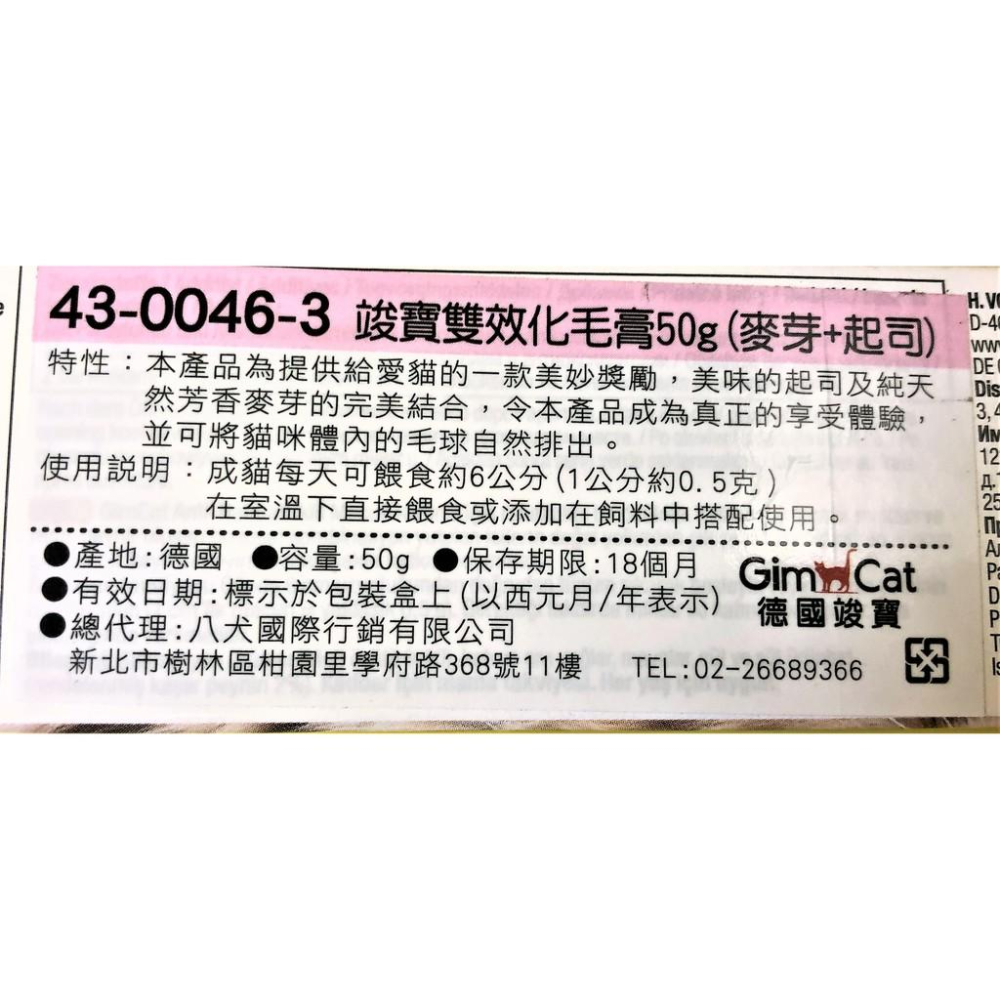 43-0046-3 竣寶雙效化毛膏50g(麥芽+起司)
特性：本產品為提供給愛貓的一款美妙獎勵，美味的起司及純天
然芳香麥芽的完美結合，令本產品成為真正的享受體驗，
並可將貓咪體內的毛球自然排出。
使用說明：成貓每天可餵食約6公分(1公分約0.5克)
在室溫下直接餵食或添加在飼料中搭配使用。
●產地:德國 ●容量:50g ●保存期限:18個月
●有效日期:標示於包裝盒上(以西元月/年表示)
●總代理:八犬國際行銷有限公司
新北市樹林區柑園里學府路368號11樓 TEL:02-26689366
GimCat
德國竣寶
H.VO
D-40
www
DE
Dis
3,
Им
12
д.
25